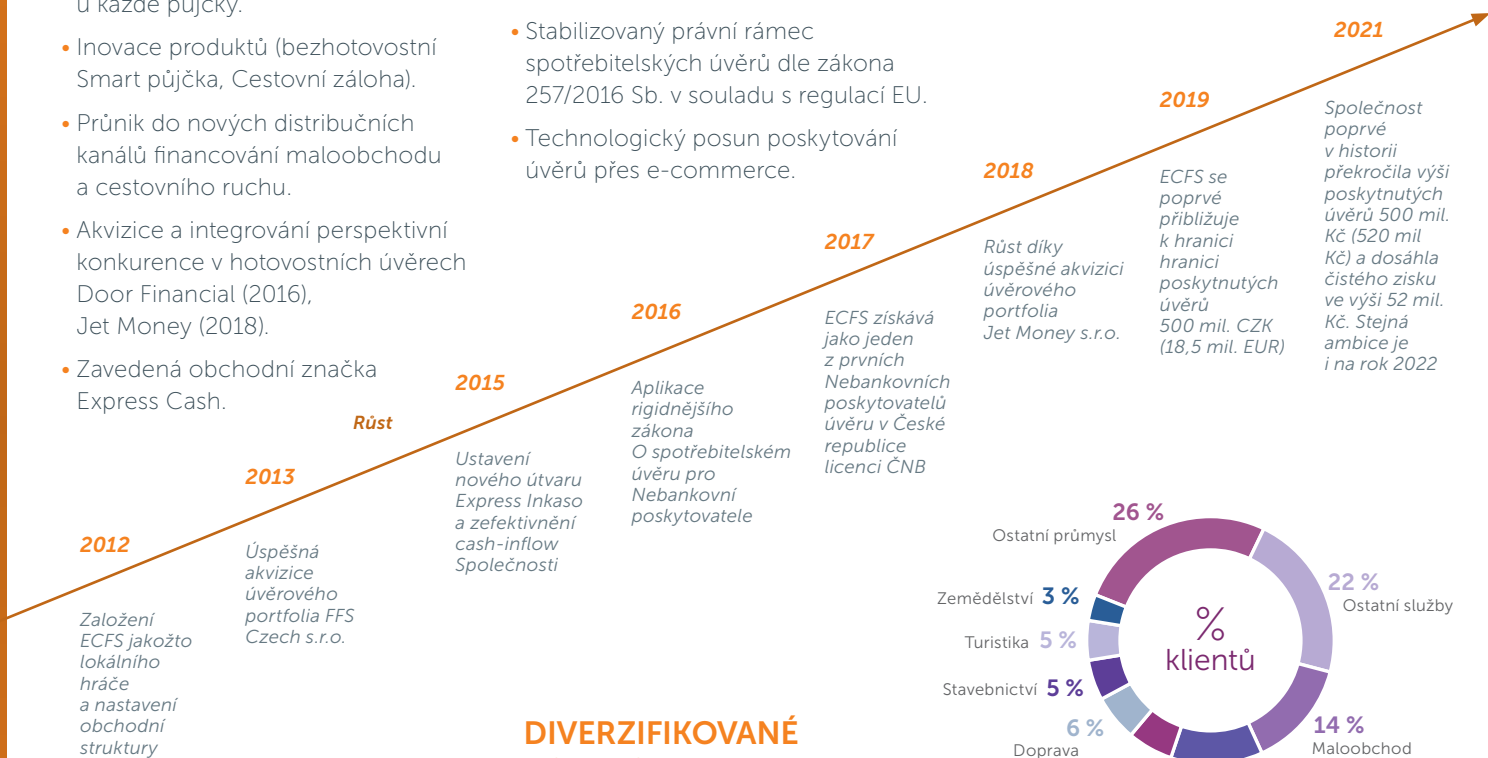 u každé půjčky.
• Inovace produktů (bezhotovostní
Smart půjčka, Cestovní záloha).
• Průnik do nových distribučních
kanálů financování maloobchodu
a cestovního ruchu.
• Akvizice a integrování perspektivní
konkurence v hotovostních úvěrech
Door Financial (2016),
Jet Money (2018).
• Zavedená obchodní značka
Express Cash.
• Stabilizovaný právní rámec
spotřebitelských úvěrů dle zákona
257/2016 Sb. v souladu s regulací EU.
• Technologický posun poskytování
úvěrů přes e-commerce.
Růst
2012
Založení
ECFS jakožto
lokálního
hráče
a nastavení
obchodní
struktury
2013
Úspěšná
akvizice
úvěrového
portfolia FFS
Czech s.r.o.
2015
Ustavení
nového útvaru
Express Inkaso
a zefektivnění
cash-inflow
Společnosti
2016
Aplikace
rigidnějšího
zákona
O spotřebitelském
úvěru pro
Nebankovní
poskytovatele
2017
ECFS získává
jako jeden
z prvních
Nebankovních
poskytovatelů
úvěru v České
republice
licenci ČNB
2018
Růst díky
úspěšné akvizici
úvěrového
portfolia
Jet Money s.r.o.
2019
ECFS se
poprvé
přibližuje
k hranici
hranici
poskytnutých
úvěrů
500 mil. CZK
(18,5 mil. EUR)
2021
Společnost
poprvé
v historii
překročila výši
poskytnutých
úvěrů 500 mil.
Kč (520 mil
Kč) a dosáhla
čistého zisku
ve výši 52 mil.
Kč. Stejná
ambice je
i na rok 2022
DIVERZIFIKOVANÉ
26 %
Ostatní průmysl
22 %
Ostatní služby
Zemědělství 3 %
Turistika 5 %
Stavebnictví 5 %
6 %
Doprava
14 %
Maloobchod
%
klientů